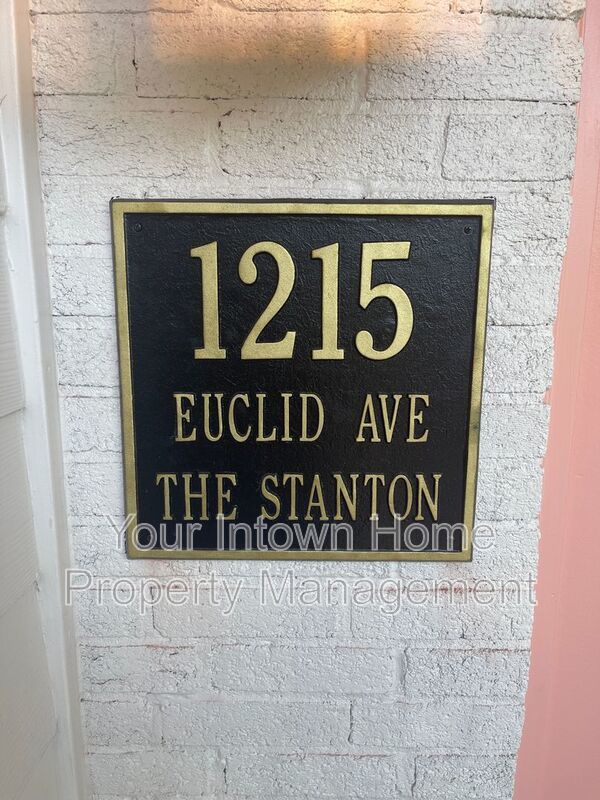 1215
EUCLID AVE
THE STANTON
Your Intown Home
Property Management